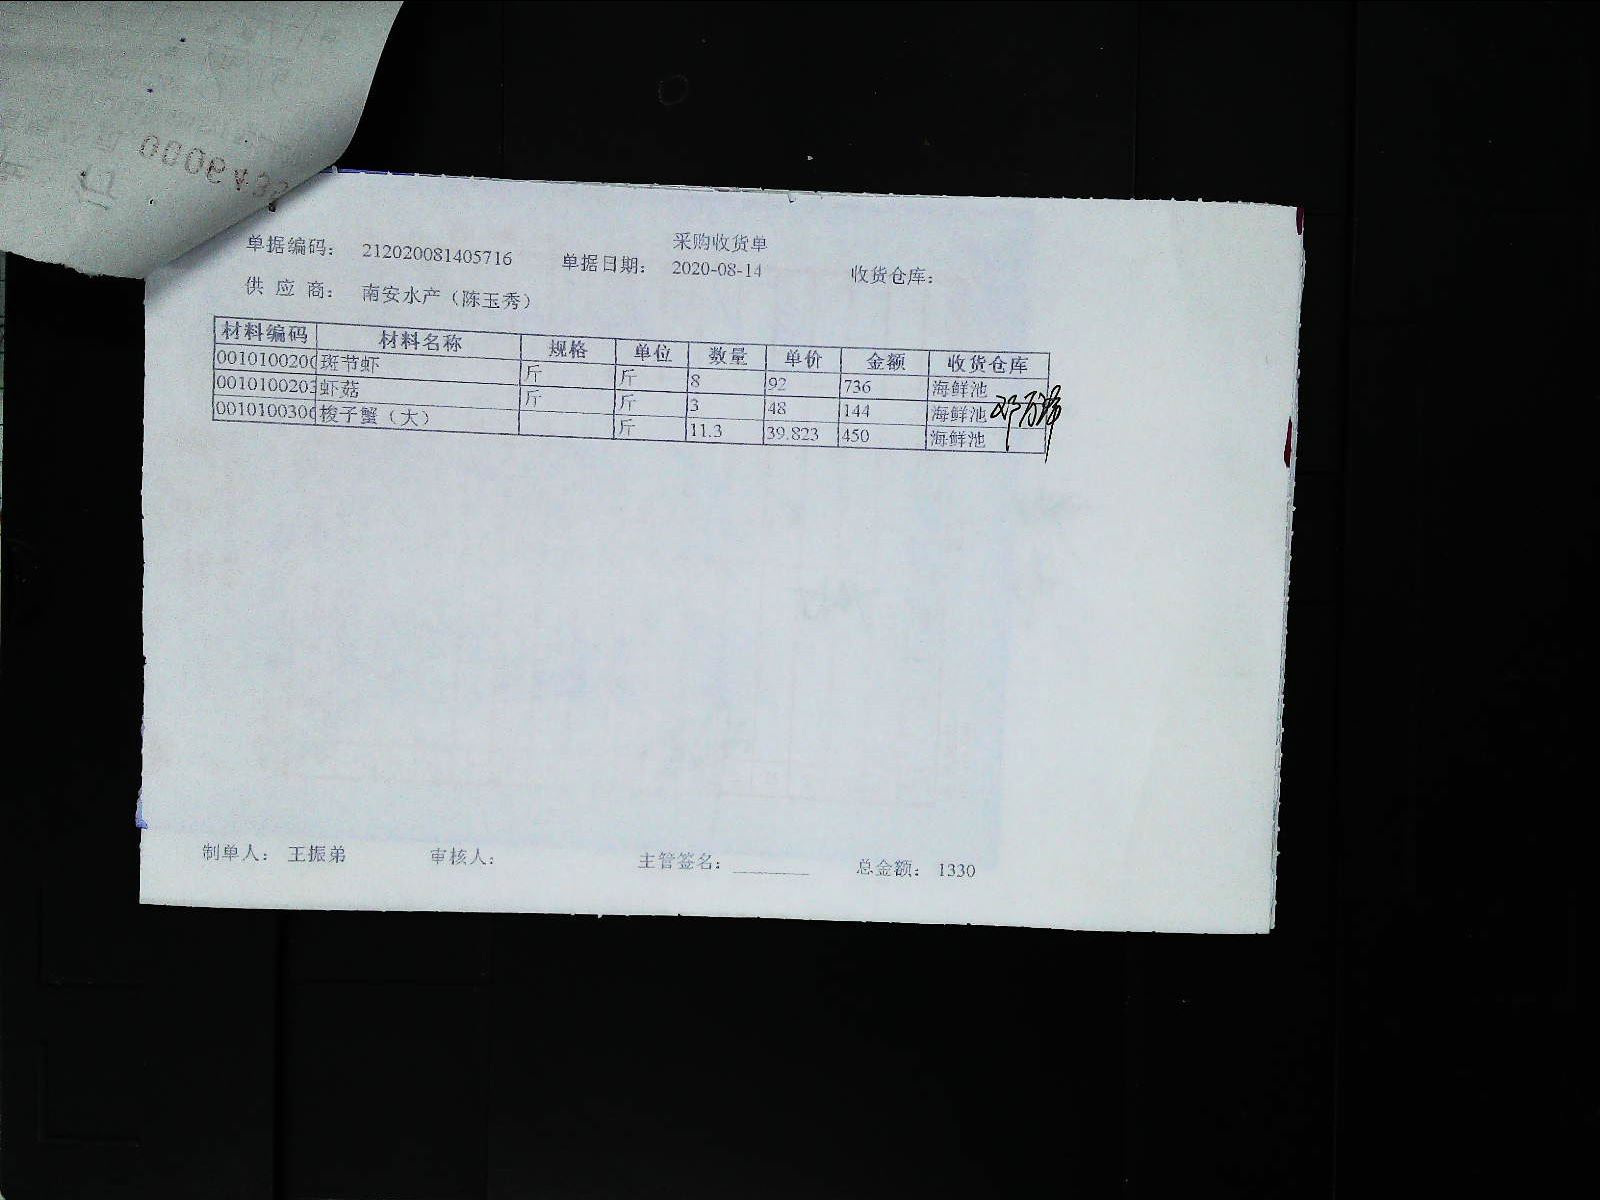 采购收货单
单据编码： 212020081405716 单据日期： 2020-08-14 收货仓库：
供 应 商： 南安水产（陈玉秀）
材料编码 材料名称 规格 单位 数量 单价 金额 收货仓库
001010020 斑节虾 斤 斤 8 92 736 海鲜池
001010020 虾菇 斤 斤 3 48 144 海鲜池
001010030 梭子蟹（大） 斤 11.3 39.823 450 海鲜池
制单人： 王振弟 审核人： 主管签名： 总金额： 1330